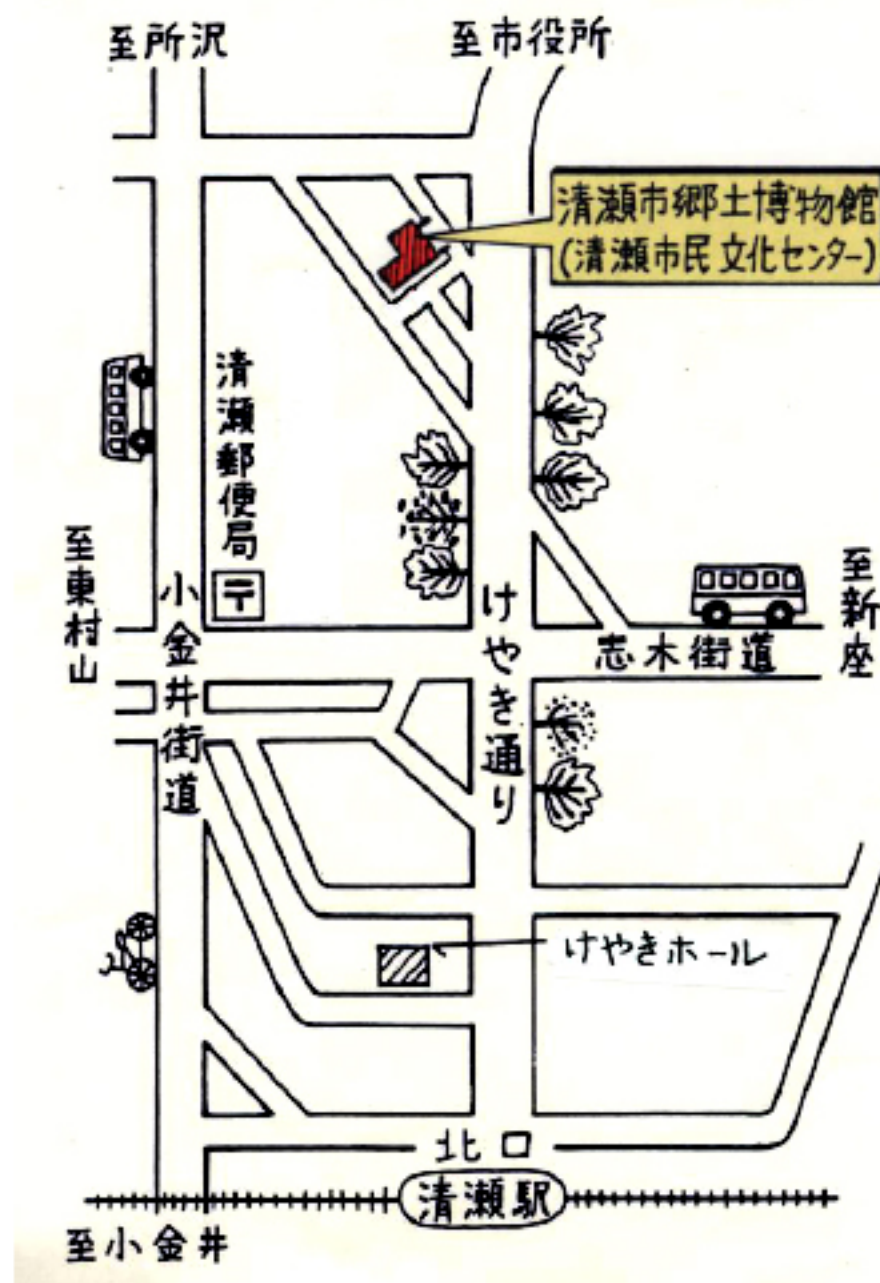 至所沢
至市役所
清瀬市郷土博物館
(清瀬市民文化センター)
清瀬郵便局
〒
至東村山
小金井街道
けやき通り
志木街道
至新座
けやきホール
北口
清瀬駅
至小金井